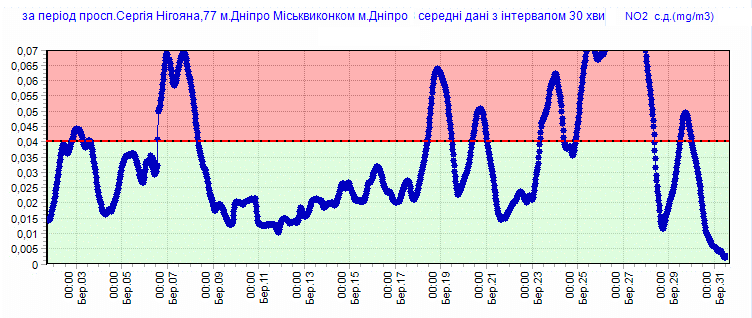 за період просп.Сергія Нігояна,77 м.Дніпро Міськвиконком м.Дніпро середні дані з інтервалом 30 хви NO2 с.д.(mg/m3)
0,07
0,065
0,06
0,055
0,05
0,045
0,04
0,035
0,03
0,025
0,02
0,015
0,01
0,005
0
00:00 Бер.03
00:00 Бер.05
00:00 Бер.07
00:00 Бер.09
00:00 Бер.11
00:00 Бер.13
00:00 Бер.15
00:00 Бер.17
00:00 Бер.19
00:00 Бер.21
00:00 Бер.23
00:00 Бер.25
00:00 Бер.27
00:00 Бер.29
00:00 Бер.31